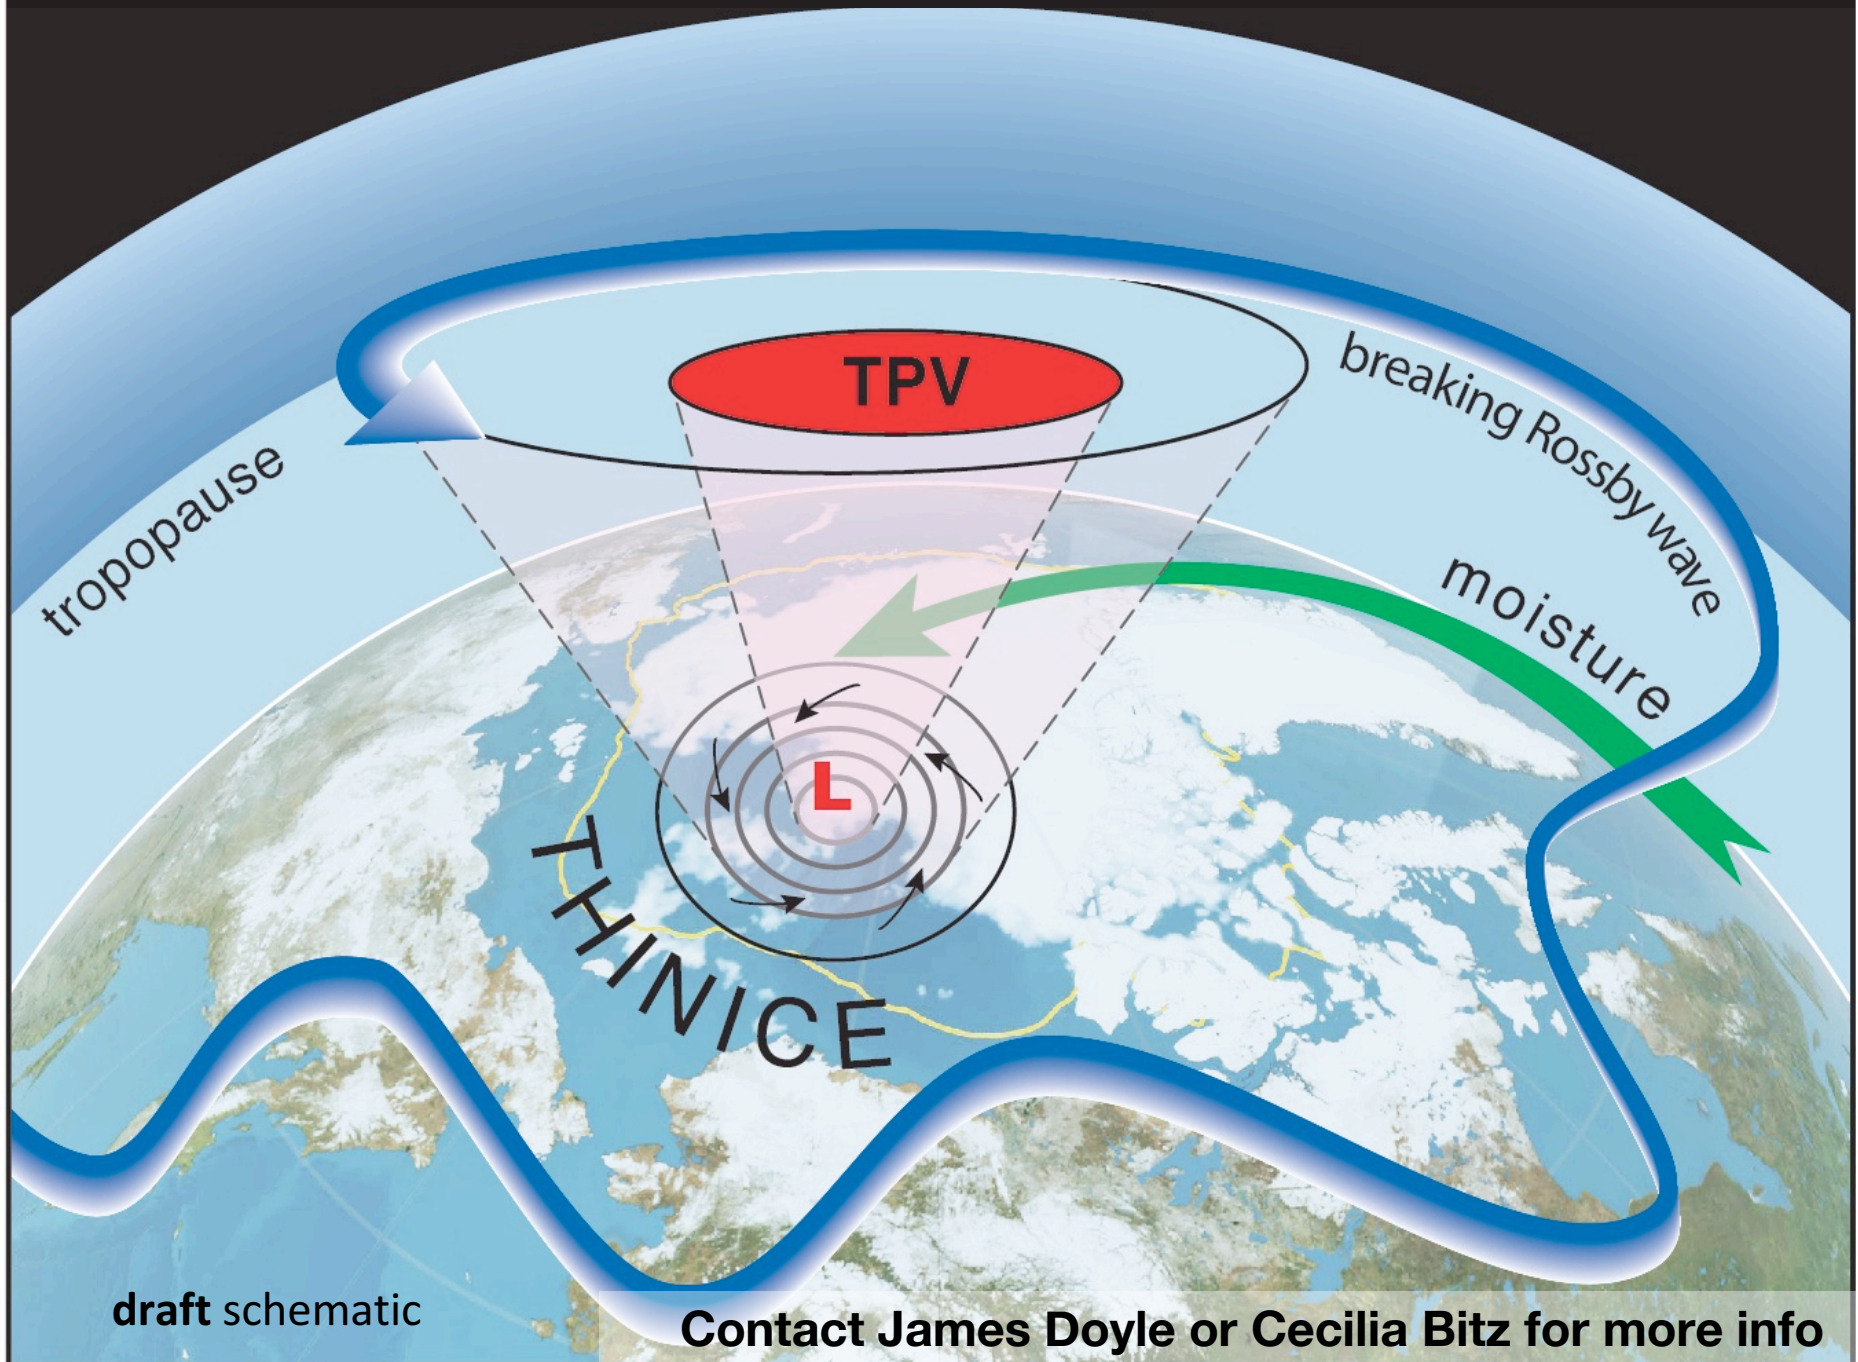 TPV
breaking Rossby wave
tropopause
moisture
L
THINICE
draft schematic
Contact James Doyle or Cecilia Bitz for more info